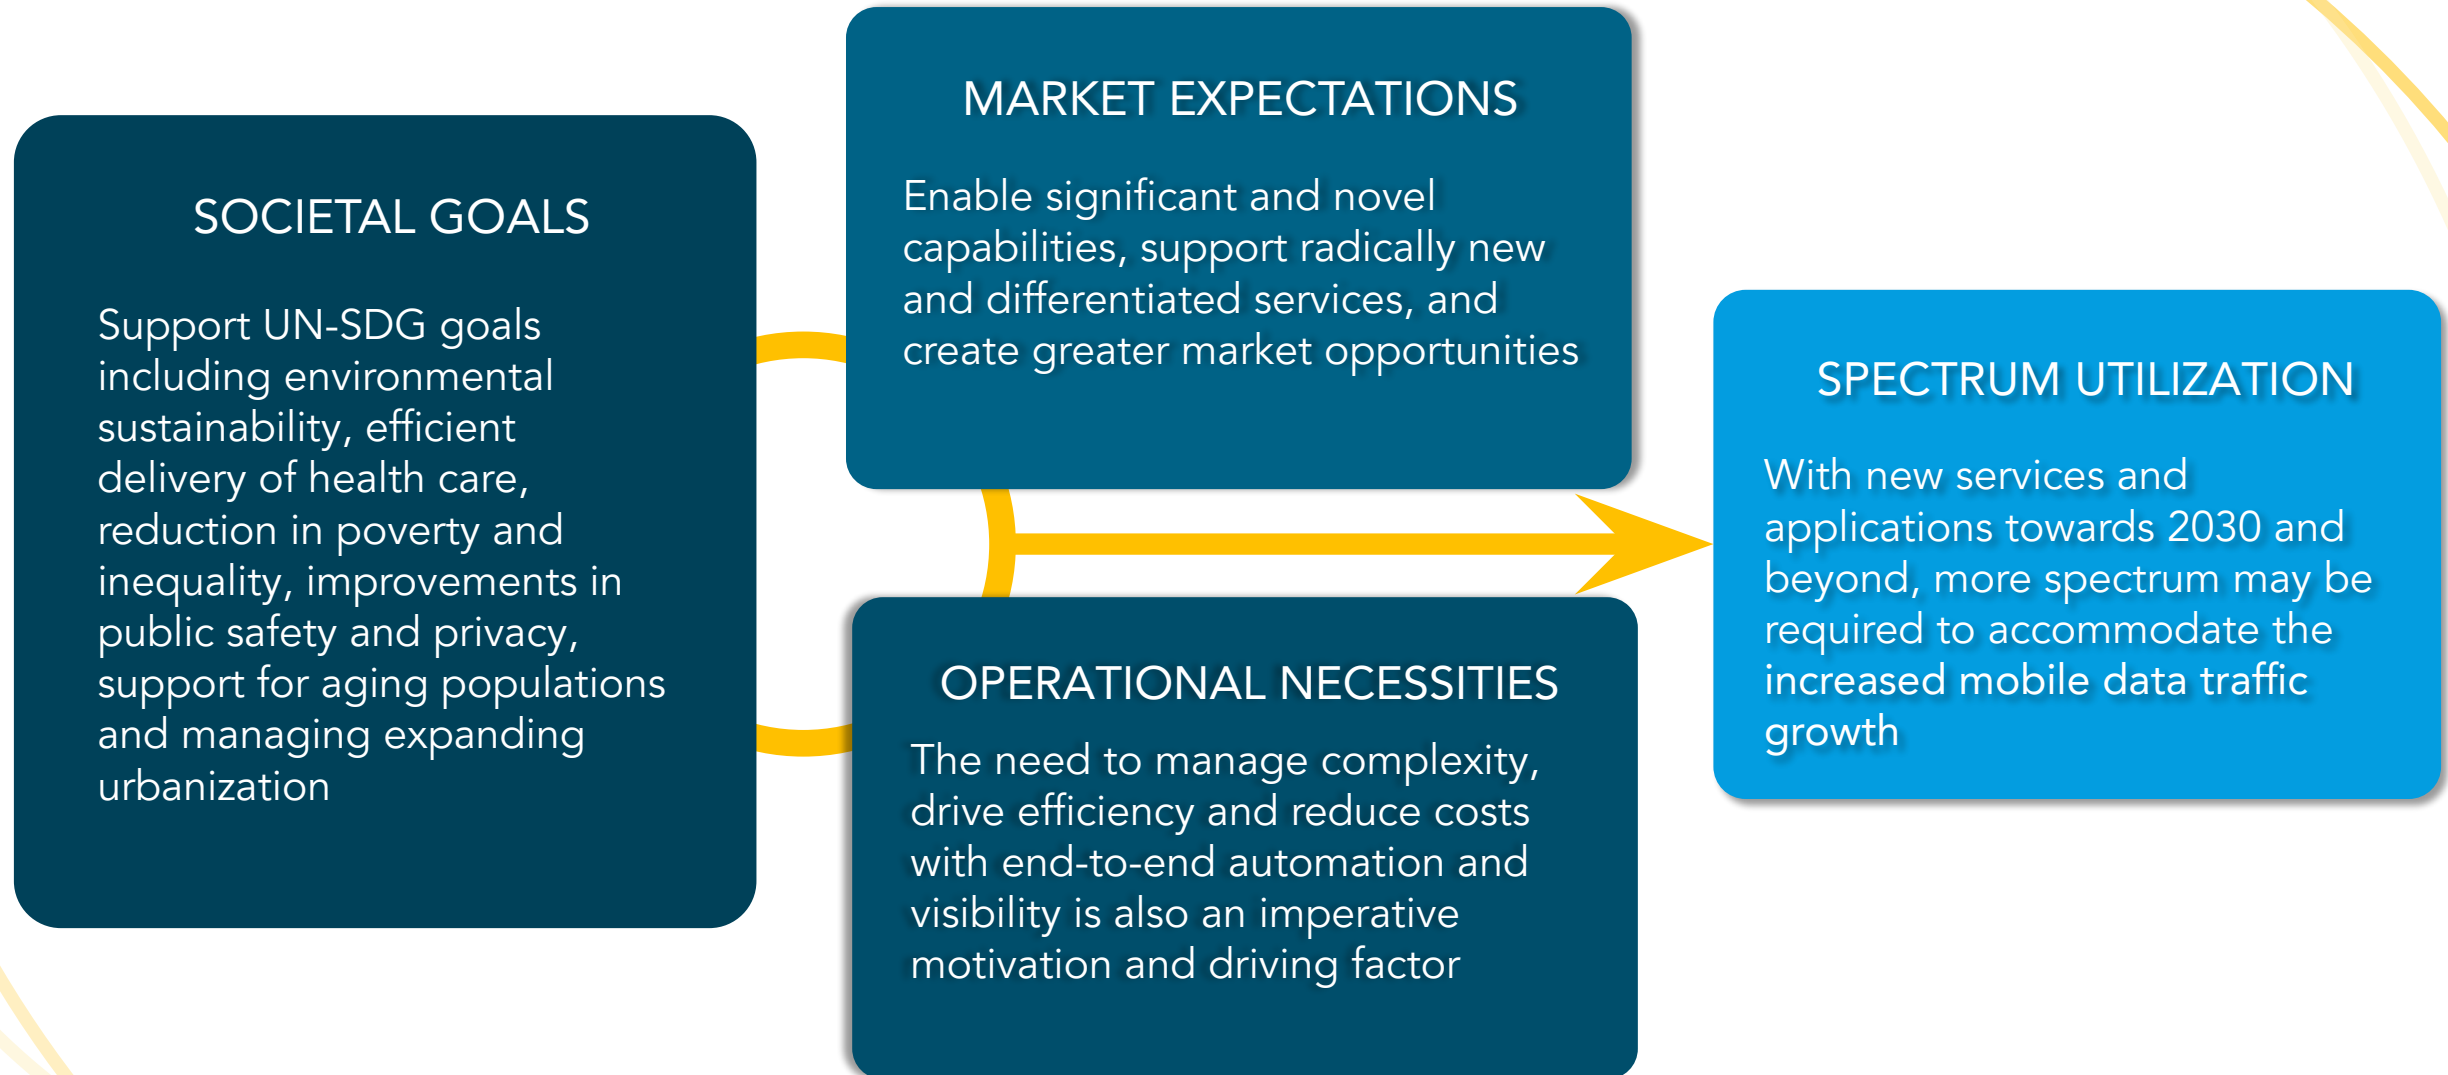 SOCIETAL GOALS
Support UN-SDG goals
including environmental
sustainability, efficient
delivery of health care,
reduction in poverty and
inequality, improvements in
public safety and privacy,
support for aging populations
and managing expanding
urbanization
MARKET EXPECTATIONS
Enable significant and novel
capabilities, support radically new
and differentiated services, and
create greater market opportunities
OPERATIONAL NECESSITIES
The need to manage complexity,
drive efficiency and reduce costs
with end-to-end automation and
visibility is also an imperative
motivation and driving factor
SPECTRUM UTILIZATION
With new services and
applications towards 2030 and
beyond, more spectrum may be
required to accommodate the
increased mobile data traffic
growth